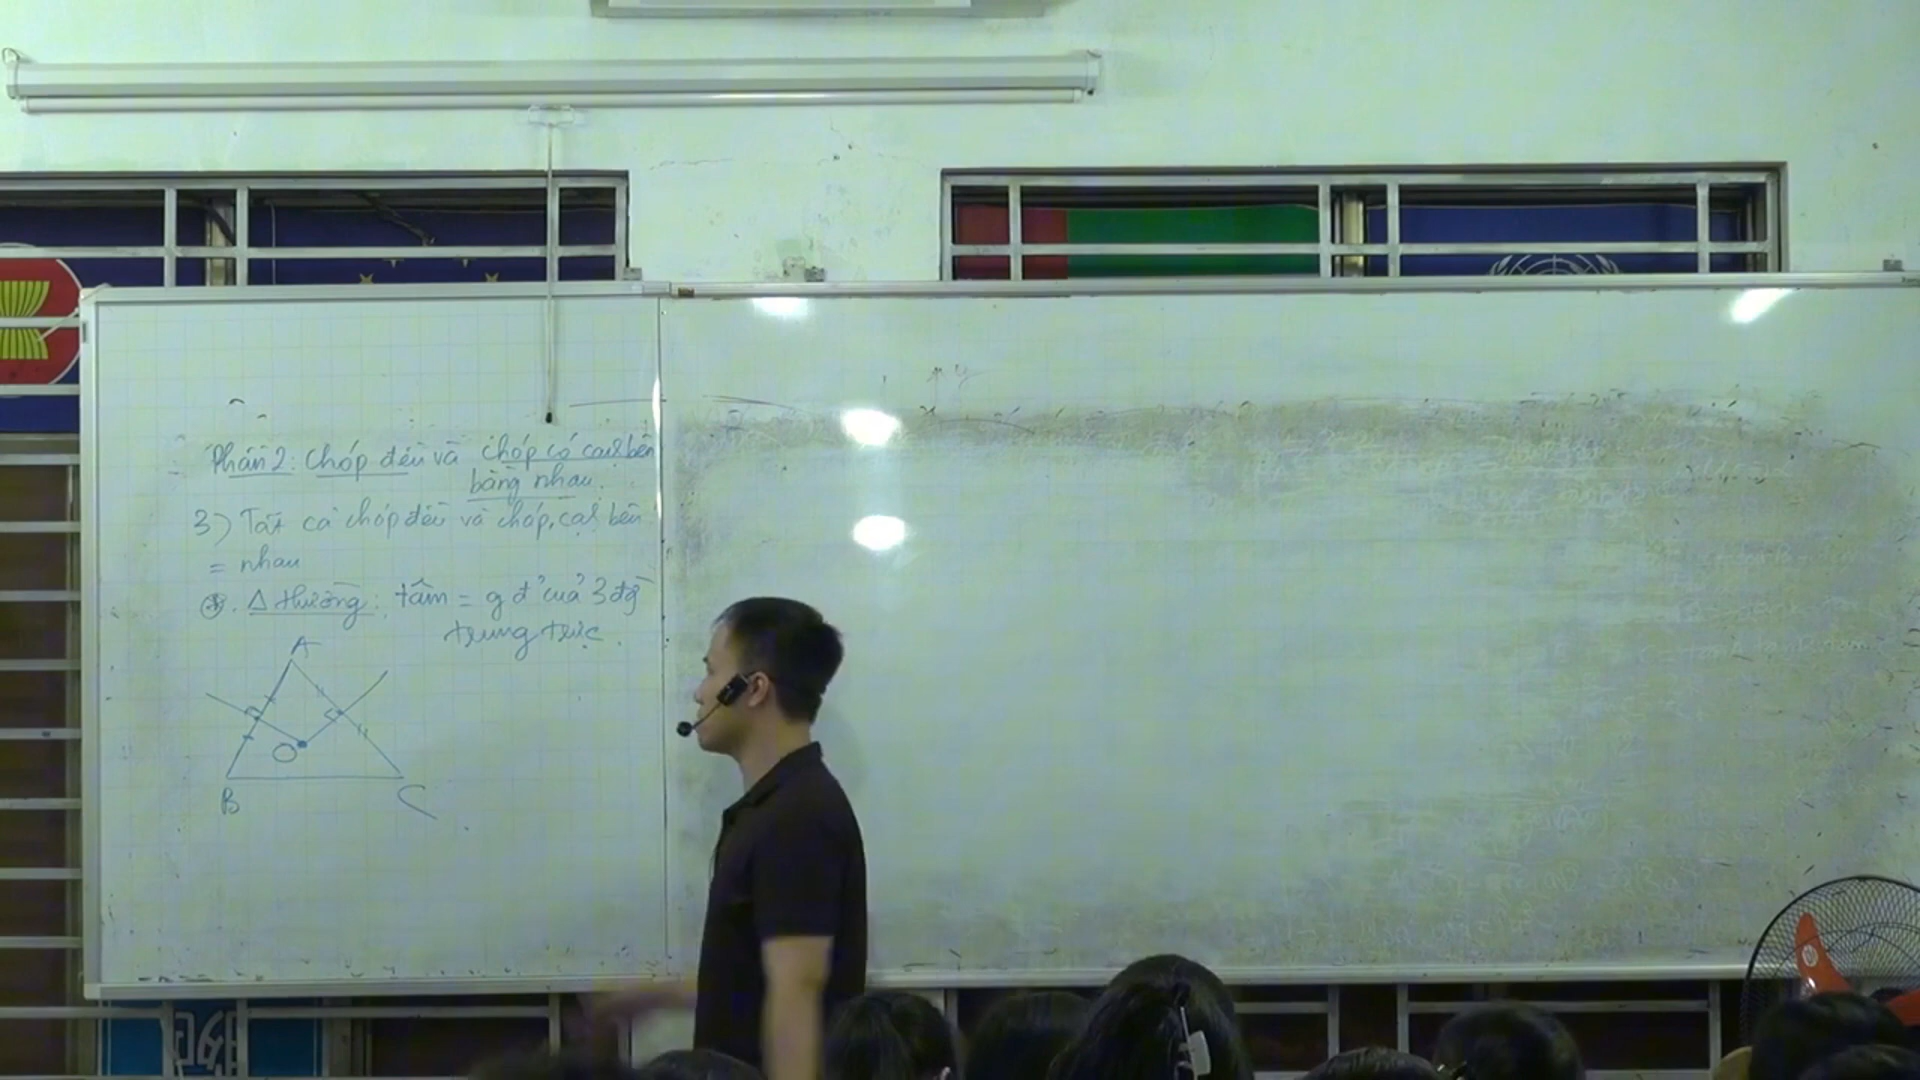 Phần 2: Chóp đều và chóp có cạnh bên
bằng nhau.
3) Tất cả chóp đều và chóp, cạnh bên
= nhau
*. Δ thường: tâm = gđ của 3 đg
trung trực.
A
O
B
C